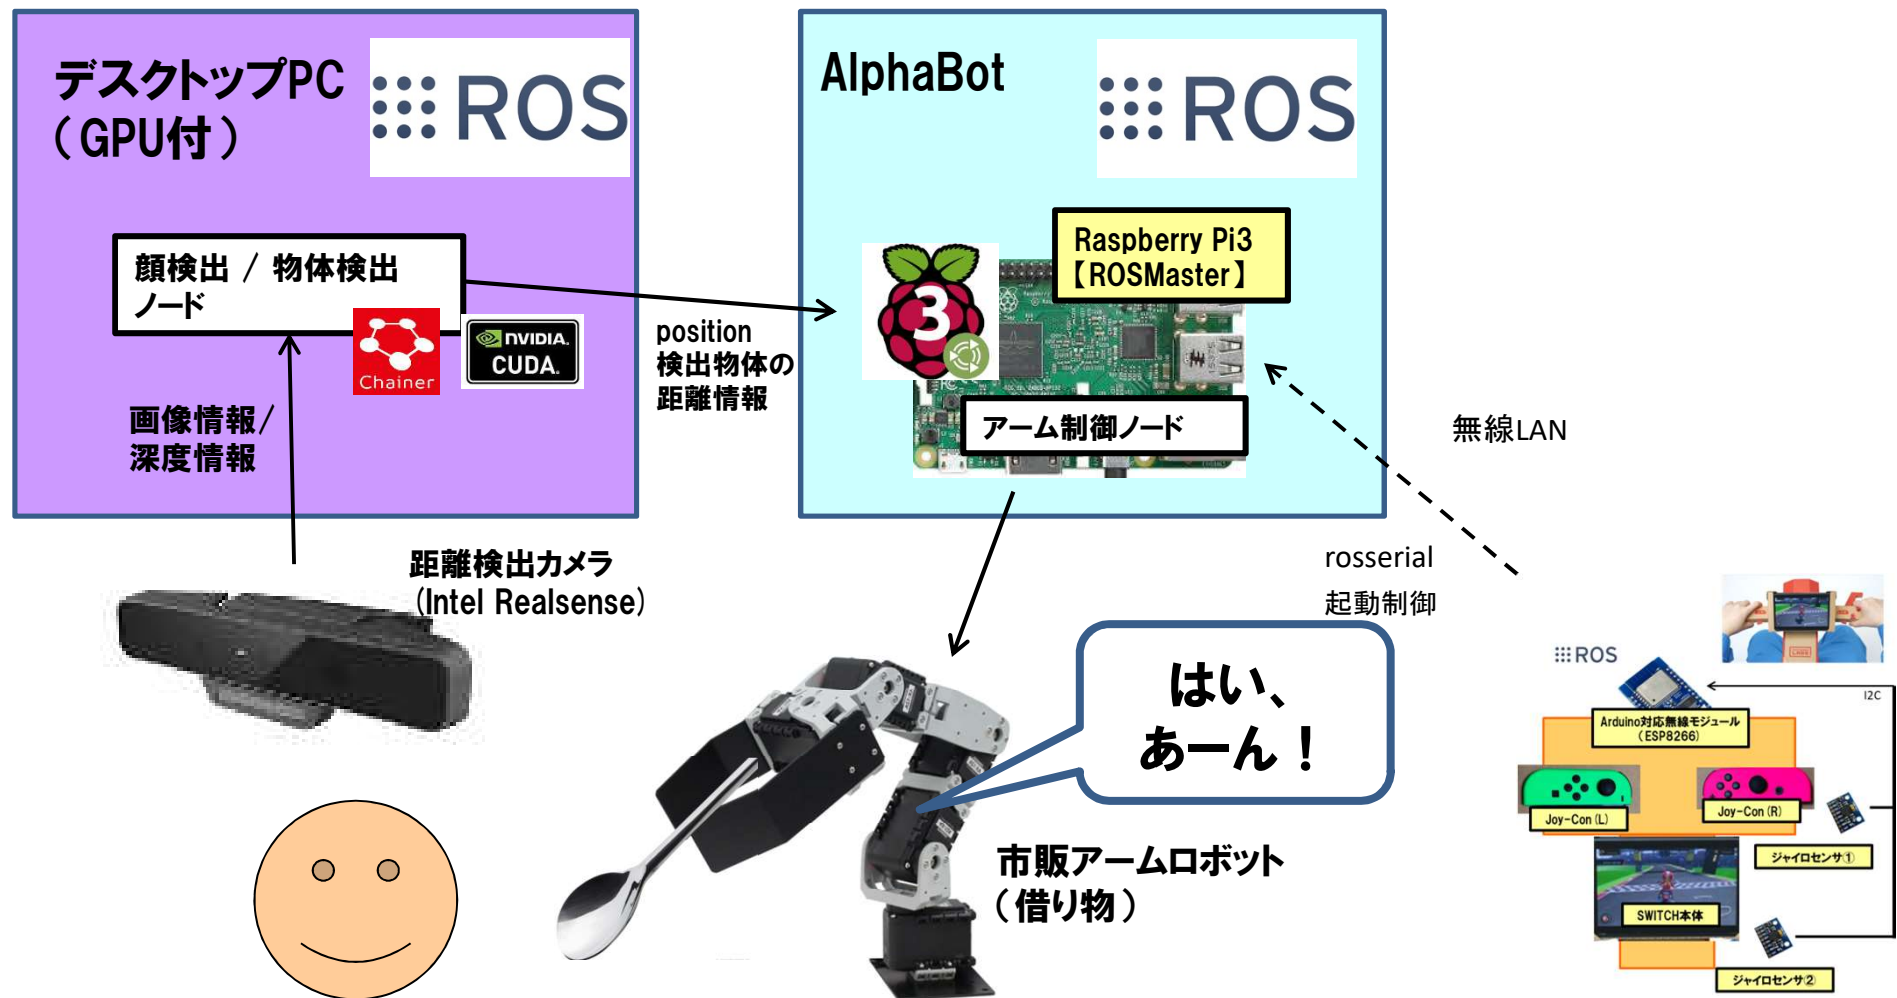 デスクトップPC
（GPU付）
ROS
AlphaBot
ROS
顔検出 / 物体検出
ノード
Chainer
NVIDIA.
CUDA.
画像情報/
深度情報
position
検出物体の
距離情報
3
Raspberry Pi3
【ROSMaster】
アーム制御ノード
無線LAN
rosserial
起動制御
距離検出カメラ
(Intel Realsense)
はい、
あーん！
市販アームロボット
（借り物）
ROS
I2C
Arduino対応無線モジュール
（ESP8266）
Joy-Con（L）
Joy-Con（R）
ジャイロセンサ①
SWITCH本体
ジャイロセンサ②